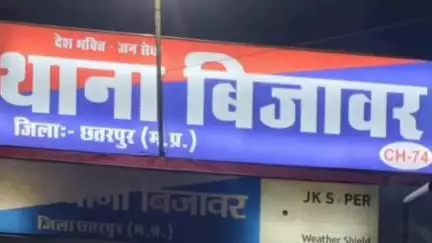 देश भक्ति - जन सेवा
थाना बिजावर
जिला:- छतरपुर (म.प्र.)
CH-74
थाना बिजावर
जिला छतरपुर (म.प्र.)
JK S PER
Weather Shield